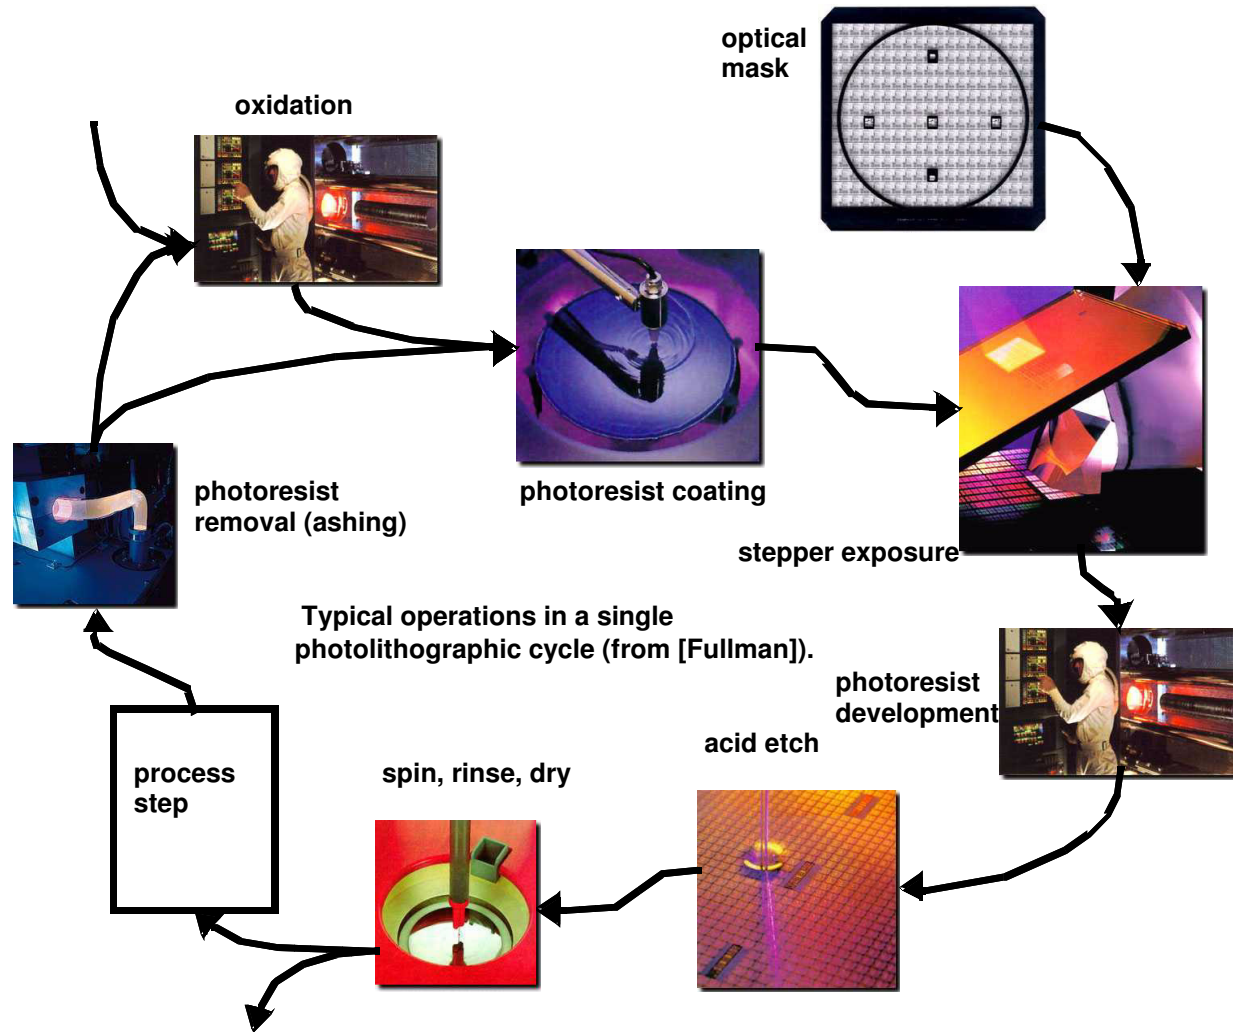 optical
mask
oxidation
photoresist
removal (ashing)
photoresist coating
stepper exposure
Typical operations in a single
photolithographic cycle (from [Fullman]).
photoresist
development
acid etch
spin, rinse, dry
process
step